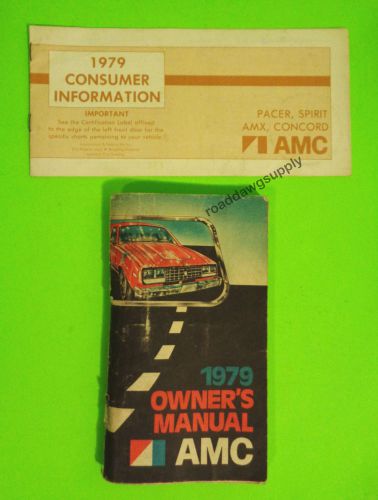 1979
CONSUMER
INFORMATION
IMPORTANT
See the Certification Label affixed
to the edge of the left front door for the
specific charts pertaining to your vehicle.
PACER, SPIRIT
AMX, CONCORD
AMC
roaddawgsupply
1979
OWNER'S
MANUAL
AMC